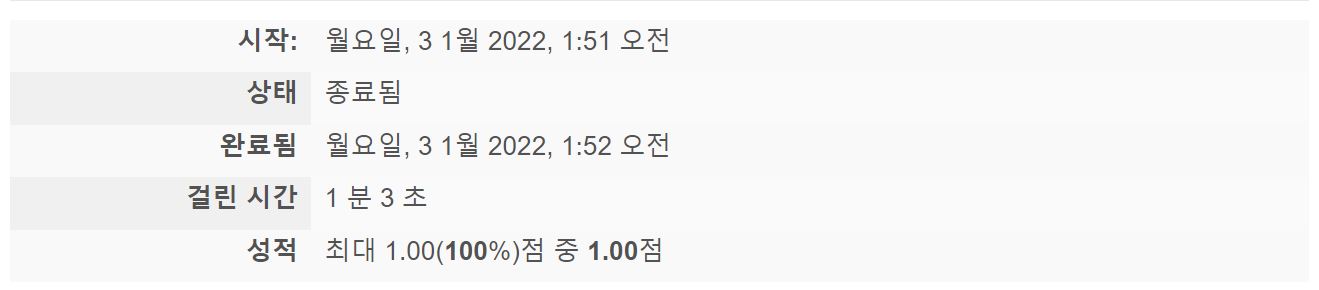 시작: 월요일, 3 1월 2022, 1:51 오전
상태 종료됨
완료됨 월요일, 3 1월 2022, 1:52 오전
걸린 시간 1 분 3 초
성적 최대 1.00(100%)점 중 1.00점